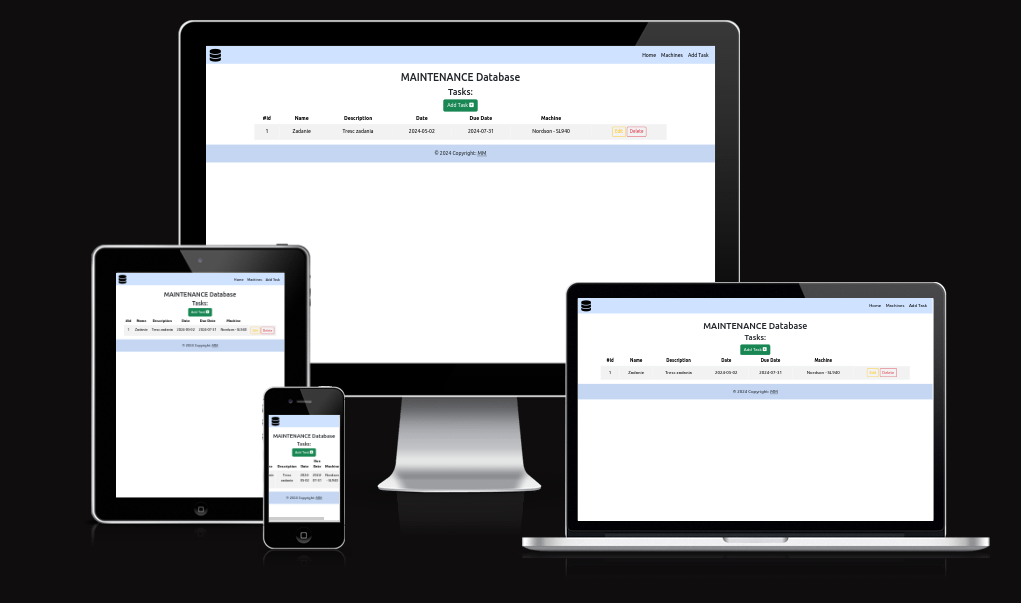 Home Machines Add Task
MAINTENANCE Database
Tasks:
Add Task
#id Name Description Date Due Date Machine
1 Zadanie Tresc zadania 2024-05-02 2024-07-31 Nordson - SL940 Edit Delete
© 2024 Copyright: MM
Home Machines Add Task
MAINTENANCE Database
Tasks:
Add Task
#id Name Description Date Due Date Machine
1 Zadanie Tresc zadania 2024-05-02 2024-07-31 Nordson - SL940 Edit Delete
© 2024 Copyright: MM
Home Machines Add Task
MAINTENANCE Database
Tasks:
Add Task
#id Name Description Date Due Date Machine
1 Zadanie Tresc zadania 2024-05-02 2024-07-31 Nordson - SL940 Edit Delete
© 2024 Copyright: MM
MAINTENANCE Database
Tasks:
Add Task
Due
Description Date Date Machine
Tresc 2024- 2024- Nordson
zadania 05-02 07-31 - SL940
© 2024 Copyright: MM